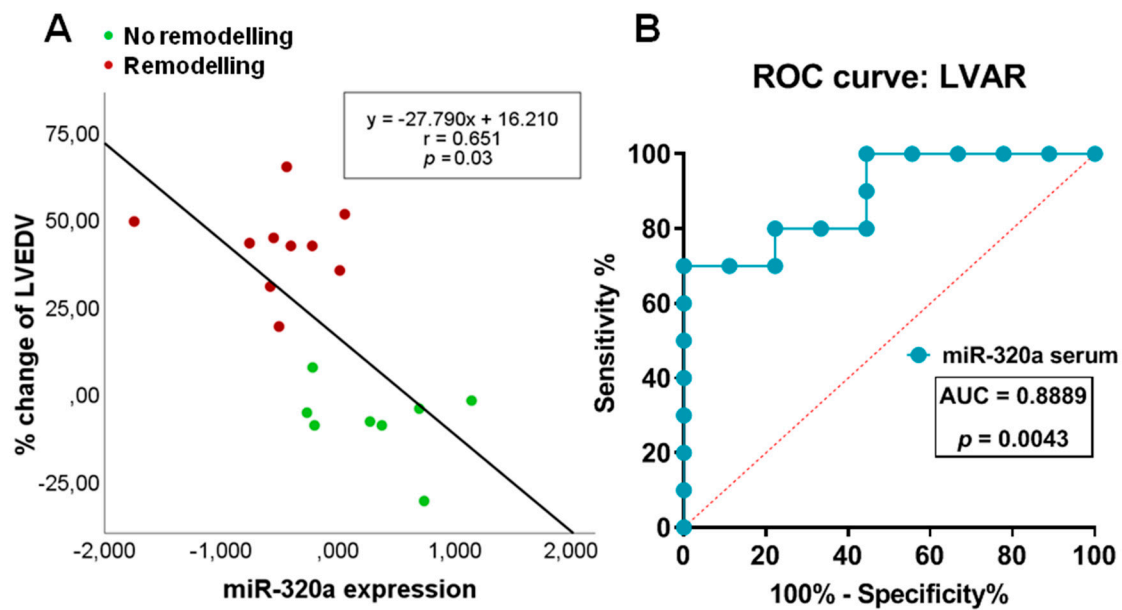 A
No remodelling
Remodelling
y = -27.790x + 16.210
r = 0.651
p = 0.03
75,00
50,00
25,00
,00
-25,00
% change of LVEDV
-2,000 -1,000 ,000 1,000 2,000
miR-320a expression
B
ROC curve: LVAR
100
80
60
40
20
0
Sensitivity %
miR-320a serum
AUC = 0.8889
p = 0.0043
0 20 40 60 80 100
100% - Specificity%